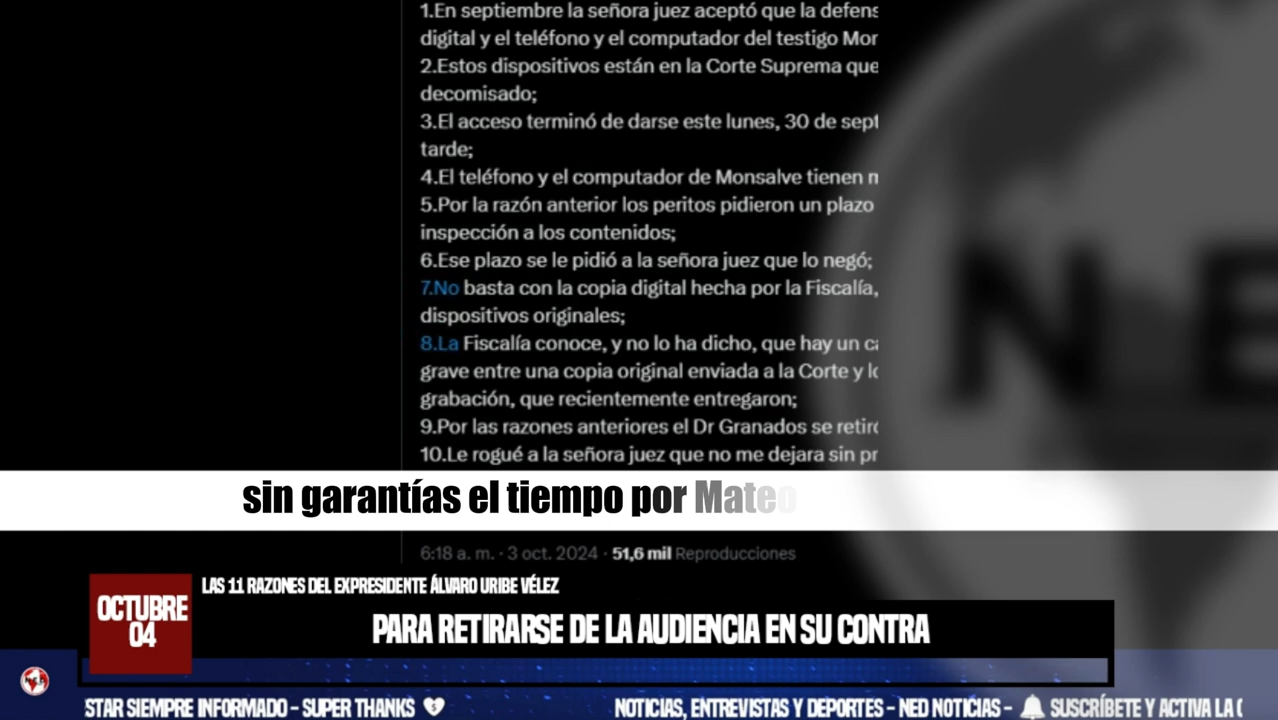 1.En septiembre la señora juez aceptó que la defens
digital y el teléfono y el computador del testigo Mor
2.Estos dispositivos están en la Corte Suprema que
decomisado;
3.El acceso terminó de darse este lunes, 30 de sept
tarde;
4.El teléfono y el computador de Monsalve tienen m
5.Por la razón anterior los peritos pidieron un plazo
inspección a los contenidos;
6.Ese plazo se le pidió a la señora juez que lo negó;
7.No basta con la copia digital hecha por la Fiscalía,
dispositivos originales;
8.La Fiscalía conoce, y no lo ha dicho, que hay un ca
grave entre una copia original enviada a la Corte y lo
grabación, que recientemente entregaron;
9.Por las razones anteriores el Dr Granados se retiró
10.Le rogué a la señora juez que no me dejara sin pr
sin garantías el tiempo por Mateo
6:18 a. m. · 3 oct. 2024 · 51,6 mil Reproducciones
LAS 11 RAZONES DEL EXPRESIDENTE ÁLVARO URIBE VÉLEZ
OCTUBRE
04
PARA RETIRARSE DE LA AUDIENCIA EN SU CONTRA
STAR SIEMPRE INFORMADO - SUPER THANKS
NOTICIAS, ENTREVISTAS Y DEPORTES - NED NOTICIAS -
SUSCRÍBETE Y ACTIVA LA C
NE